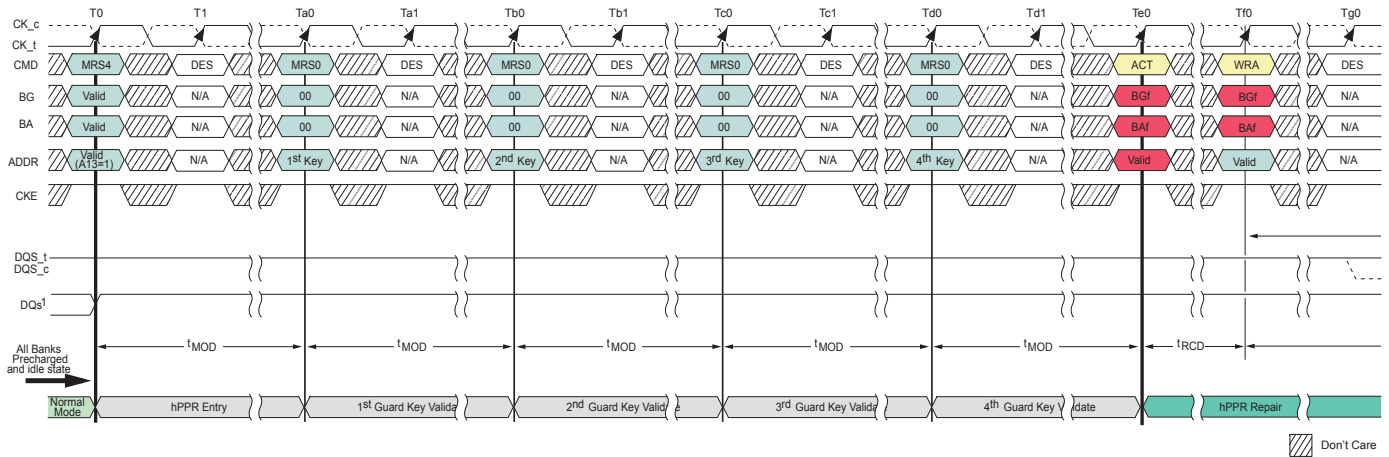 T0 T1 Ta0 Ta1 Tb0 Tb1 Tc0 Tc1 Td0 Td1 Te0 Tf0 Tg0
CK_c
CK_t
CMD MRS4 DES MRS0 DES MRS0 DES MRS0 DES MRS0 DES ACT WRA DES
BG Valid N/A 00 N/A 00 N/A 00 N/A 00 N/A BGf BGf N/A
BA Valid N/A 00 N/A 00 N/A 00 N/A 00 N/A BAf BAf N/A
ADDR Valid (A13=1) N/A 1st Key N/A 2nd Key N/A 3rd Key N/A 4th Key N/A Valid Valid N/A
CKE
DQS_t
DQS_c
DQs1
tMOD tMOD tMOD tMOD tMOD tRCD
All Banks
Precharged
and idle state
Normal Mode hPPR Entry 1st Guard Key Valida 2nd Guard Key Valid e 3rd Guard Key Valida 4th Guard Key V idate hPPR Repair
Don't Care